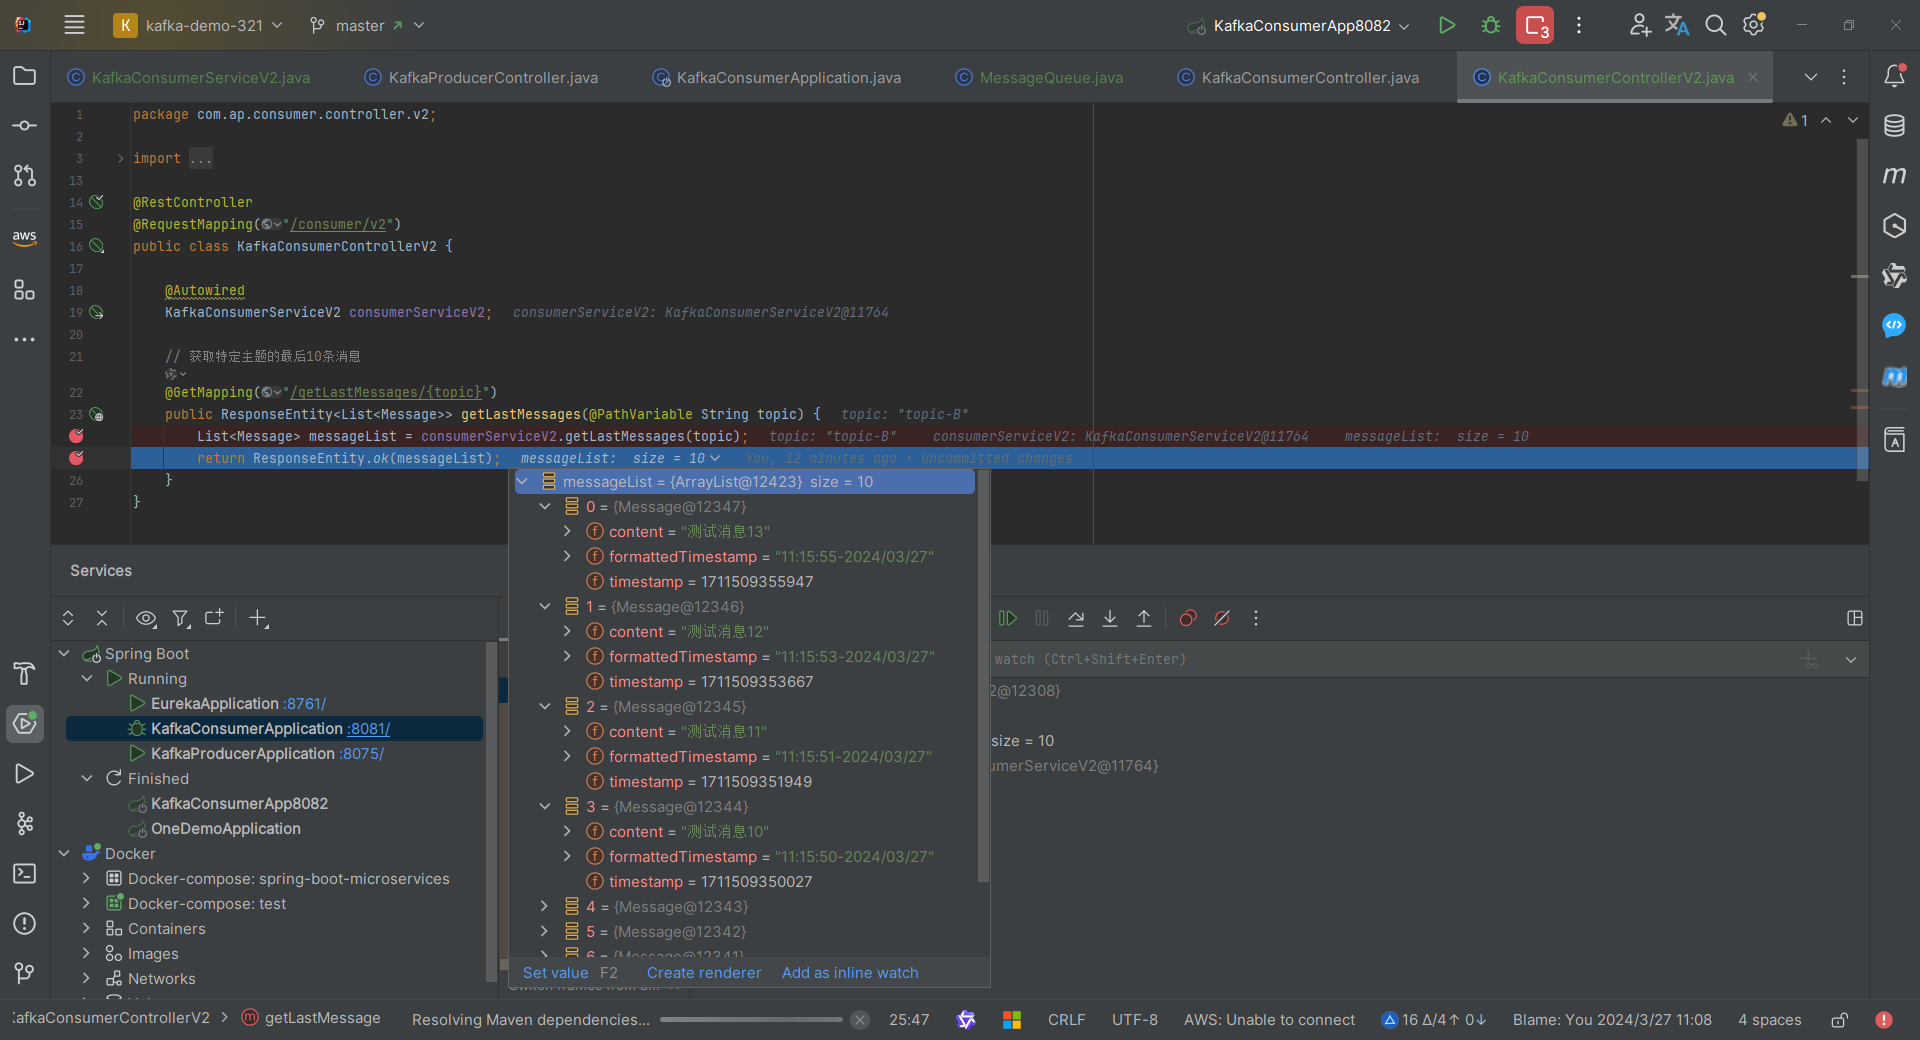 K kafka-demo-321 master KafkaConsumerApp8082 3
KafkaConsumerServiceV2.java KafkaProducerController.java KafkaConsumerApplication.java MessageQueue.java KafkaConsumerController.java KafkaConsumerControllerV2.java
1 package com.ap.consumer.controller.v2; 1
2
3 import ...
13
14 @RestController
15 @RequestMapping("/consumer/v2")
16 public class KafkaConsumerControllerV2 {
17
18 @Autowired
19 KafkaConsumerServiceV2 consumerServiceV2; consumerServiceV2: KafkaConsumerServiceV2@11764
20
21 // 获取特定主题的最后10条消息
22 @GetMapping("/getLastMessages/{topic}")
23 public ResponseEntity<List<Message>> getLastMessages(@PathVariable String topic) { topic: "topic-B"
List<Message> messageList = consumerServiceV2.getLastMessages(topic); topic: "topic-B" consumerServiceV2: KafkaConsumerServiceV2@11764 messageList: size = 10
return ResponseEntity.ok(messageList); messageList: size = 10 You, 12 minutes ago · Uncommitted changes
26 }
27 }
aws
messageList = {ArrayList@12423} size = 10
0 = {Message@12347}
content = "测试消息13"
formattedTimestamp = "11:15:55-2024/03/27"
timestamp = 1711509355947
1 = {Message@12346}
content = "测试消息12"
formattedTimestamp = "11:15:53-2024/03/27"
timestamp = 1711509353667
2 = {Message@12345}
content = "测试消息11"
formattedTimestamp = "11:15:51-2024/03/27"
timestamp = 1711509351949
3 = {Message@12344}
content = "测试消息10"
formattedTimestamp = "11:15:50-2024/03/27"
timestamp = 1711509350027
4 = {Message@12343}
5 = {Message@12342}
6 = {Message@12341}
Set value F2 Create renderer Add as inline watch
Services
Spring Boot
Running
EurekaApplication :8761/
KafkaConsumerApplication :8081/
KafkaProducerApplication :8075/
Finished
KafkaConsumerApp8082
OneDemoApplication
Docker
Docker-compose: spring-boot-microservices
Docker-compose: test
Containers
Images
Networks
watch (Ctrl+Shift+Enter)
2@12308}
size = 10
umerServiceV2@11764}
KafkaConsumerControllerV2 getLastMessage Resolving Maven dependencies... 25:47 CRLF UTF-8 AWS: Unable to connect 16 Δ/4↑ 0↓ Blame: You 2024/3/27 11:08 4 spaces